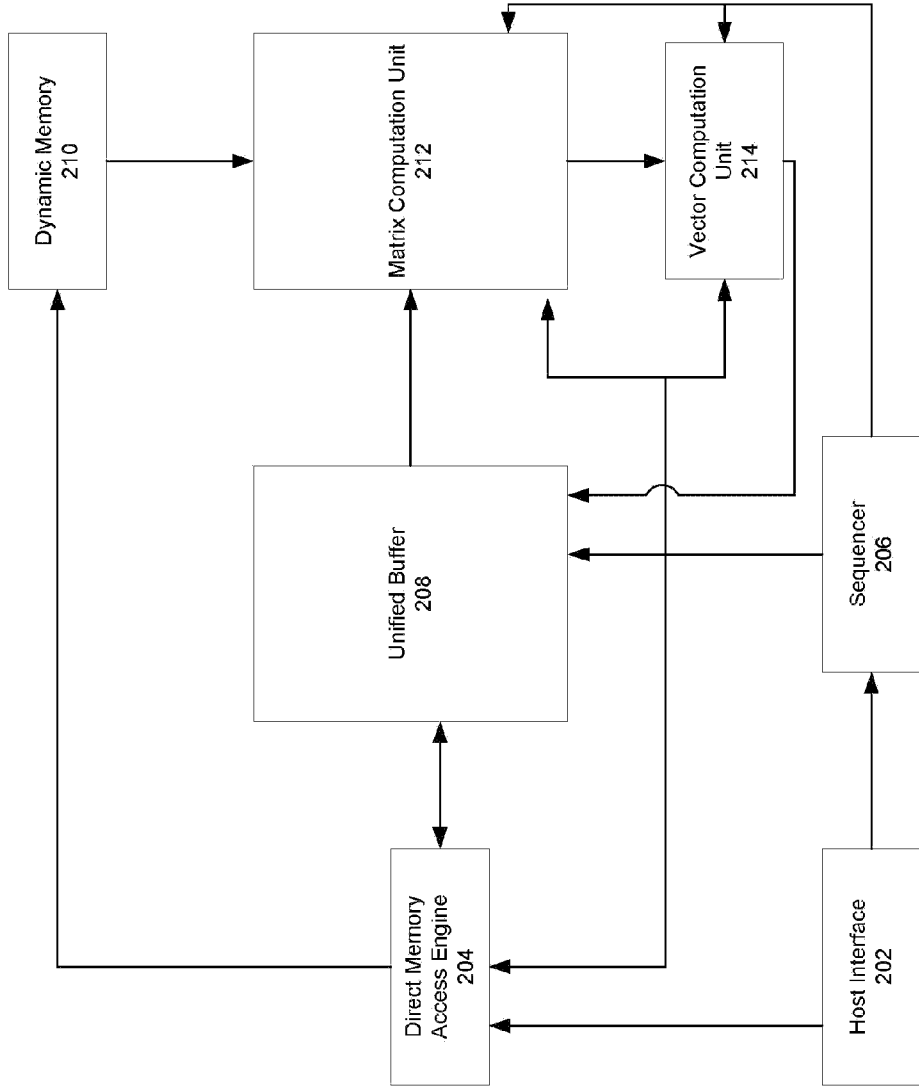 Dynamic Memory
210
Matrix Computation Unit
212
Vector Computation
Unit
214
Unified Buffer
208
Sequencer
206
Direct Memory
Access Engine
204
Host Interface
202